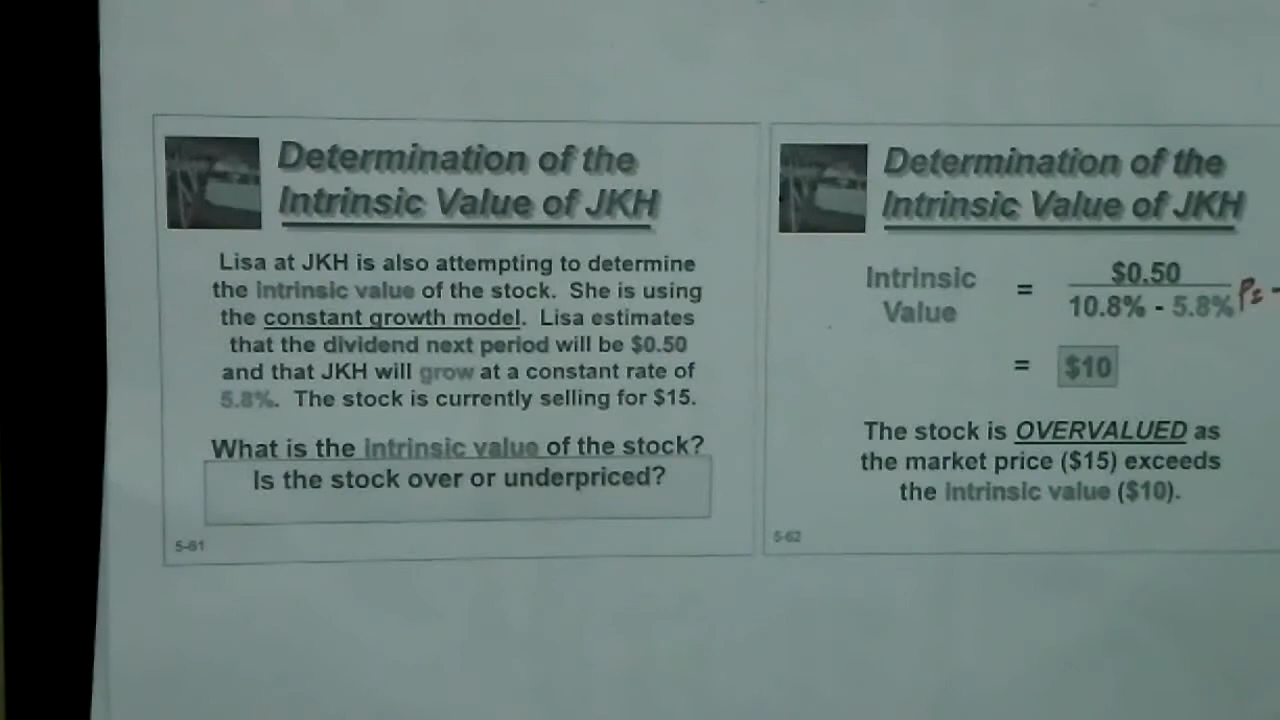 Determination of the
Intrinsic Value of JKH
Lisa at JKH is also attempting to determine
the intrinsic value of the stock. She is using
the constant growth model. Lisa estimates
that the dividend next period will be $0.50
and that JKH will grow at a constant rate of
5.8%. The stock is currently selling for $15.
What is the intrinsic value of the stock?
Is the stock over or underpriced?
5-61
Determination of the
Intrinsic Value of JKH
Intrinsic
Value
=
$0.50
10.8% - 5.8%
= $10
The stock is OVERVALUED as
the market price ($15) exceeds
the intrinsic value ($10).
5-62